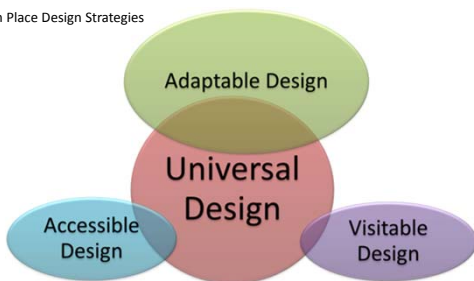 Place Design Strategies
Adaptable Design
Universal
Design
Accessible
Design
Visitable
Design